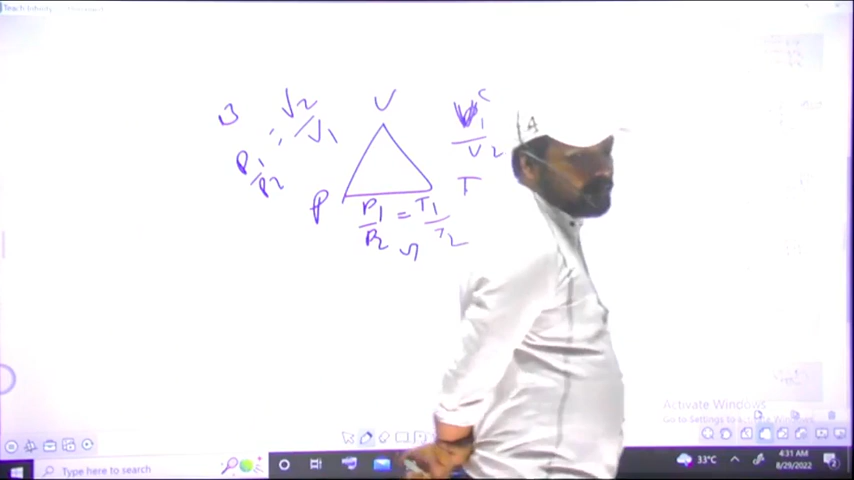 B
V2
V1
=
P1
P2
V
C
V1
V2
P
T
P1 = T1
P2 T2
A
Activate Windows
Type here to search
33°C
4:31 AM
8/29/2022